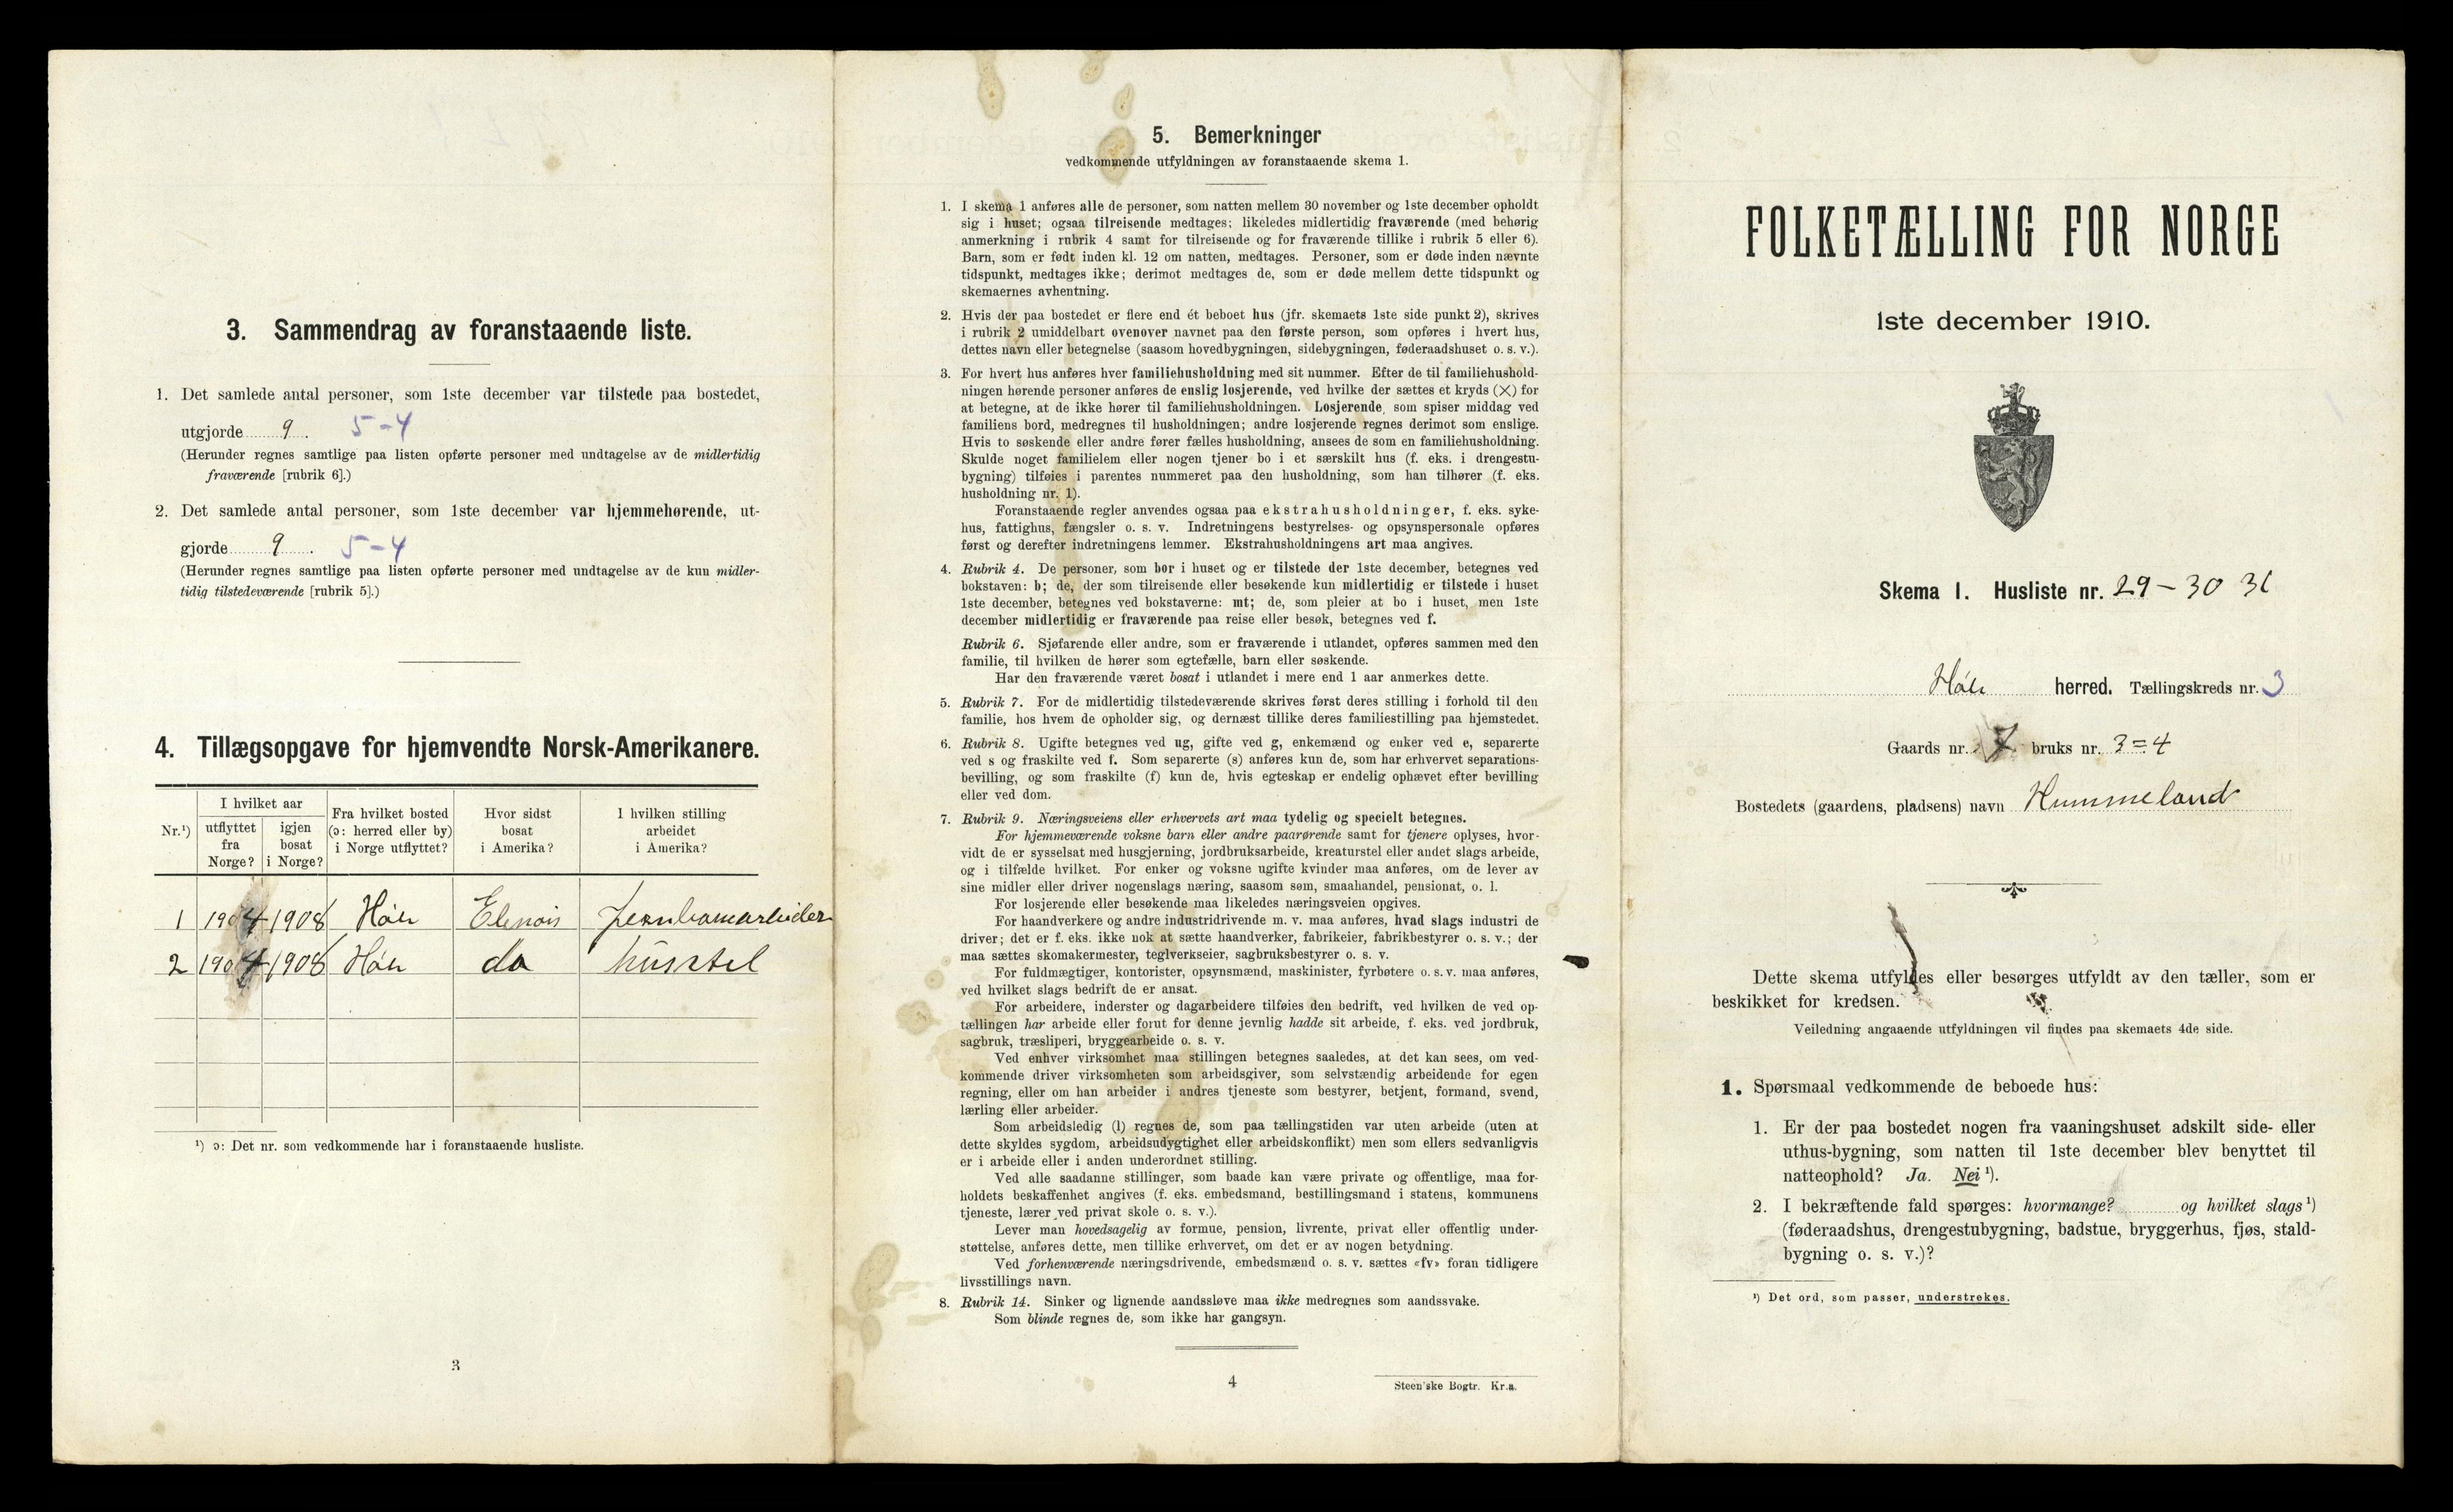 3. Sammendrag av foranstaaende liste.
1. Det samlede antal personer, som 1ste december var tilstede paa bostedet,
utgjorde 9. 5-4
(Herunder regnes samtlige paa listen opførte personer med undtagelse av de midlertidig
fraværende [rubrik 6].)
2. Det samlede antal personer, som 1ste december var hjemmehørende, ut-
gjorde 9. 5-4
(Herunder regnes samtlige paa listen opførte personer med undtagelse av de kun midler-
tidig tilstedeværende [rubrik 5].)
4. Tillægsopgave for hjemvendte Norsk-Amerikanere.
Nr.¹)
I hvilket aar
utflyttet
fra
Norge?
igjen
bosat
i Norge?
Fra hvilket bosted
(ɔ: herred eller by)
i Norge utflyttet?
Hvor sidst
bosat
i Amerika?
I hvilken stilling
arbeidet
i Amerika?
1 1904 1908 Høle Elenois Jernbanearbeider
2 1904 1908 Høle do husstel
¹) ɔ: Det nr. som vedkommende har i foranstaaende husliste.
3
5. Bemerkninger
vedkommende utfyldningen av foranstaaende skema 1.
1. I skema 1 anføres alle de personer, som natten mellem 30 november og 1ste december opholdt
sig i huset; ogsaa tilreisende medtages; likeledes midlertidig fraværende (med behørig
anmerkning i rubrik 4 samt for tilreisende og for fraværende tillike i rubrik 5 eller 6).
Barn, som er født inden kl. 12 om natten, medtages. Personer, som er døde inden nævnte
tidspunkt, medtages ikke; derimot medtages de, som er døde mellem dette tidspunkt og
skemaernes avhentning.
2. Hvis der paa bostedet er flere end ét beboet hus (jfr. skemaets 1ste side punkt 2), skrives
i rubrik 2 umiddelbart ovenover navnet paa den første person, som opføres i hvert hus,
dettes navn eller betegnelse (saasom hovedbygningen, sidebygningen, føderaadshuset o. s. v.).
3. For hvert hus anføres hver familiehusholdning med sit nummer. Efter de til familiehushold-
ningen hørende personer anføres de enslig losjerende, ved hvilke der sættes et kryds (×) for
at betegne, at de ikke hører til familiehusholdningen. Losjerende, som spiser middag ved
familiens bord, medregnes til husholdningen; andre losjerende regnes derimot som enslige.
Hvis to søskende eller andre fører fælles husholdning, ansees de som en familiehusholdning.
Skulde noget familielem eller nogen tjener bo i et særskilt hus (f. eks. i drengestu-
bygning) tilføies i parentes nummeret paa den husholdning, som han tilhører (f. eks.
husholdning nr. 1).
Foranstaaende regler anvendes ogsaa paa ekstrahusholdninger, f. eks. syke-
hus, fattighus, fængsler o. s. v. Indretningens bestyrelses- og opsynspersonale opføres
først og derefter indretningens lemmer. Ekstrahusholdningens art maa angives.
4. Rubrik 4. De personer, som bor i huset og er tilstede der 1ste december, betegnes ved
bokstaven: b; de, der som tilreisende eller besøkende kun midlertidig er tilstede i huset
1ste december, betegnes ved bokstaverne: mt; de, som pleier at bo i huset, men 1ste
december midlertidig er fraværende paa reise eller besøk, betegnes ved f.
Rubrik 6. Sjøfarende eller andre, som er fraværende i utlandet, opføres sammen med den
familie, til hvilken de hører som egtefælle, barn eller søskende.
Har den fraværende været bosat i utlandet i mere end 1 aar anmerkes dette.
5. Rubrik 7. For de midlertidig tilstedeværende skrives først deres stilling i forhold til den
familie, hos hvem de opholder sig, og dernæst tillike deres familiestilling paa hjemstedet.
6. Rubrik 8. Ugifte betegnes ved ug, gifte ved g, enkemænd og enker ved e, separerte
ved s og fraskilte ved f. Som separerte (s) anføres kun de, som har erhvervet separations-
bevilling, og som fraskilte (f) kun de, hvis egteskap er endelig ophævet efter bevilling
eller ved dom.
7. Rubrik 9. Næringsveiens eller erhvervets art maa tydelig og specielt betegnes.
For hjemmeværende voksne barn eller andre paarørende samt for tjenere oplyses, hvor-
vidt de er sysselsat med husgjerning, jordbruksarbeide, kreaturstel eller andet slags arbeide,
og i tilfælde hvilket. For enker og voksne ugifte kvinder maa anføres, om de lever av
sine midler eller driver nogenslags næring, saasom søm, smaahandel, pensionat, o. l.
For losjerende eller besøkende maa likeledes næringsveien opgives.
For haandverkere og andre industridrivende m. v. maa anføres, hvad slags industri de
driver; det er f. eks. ikke nok at sætte haandverker, fabrikeier, fabrikbestyrer o. s. v.; der
maa sættes skomakermester, teglverkseier, sagbruksbestyrer o. s. v.
For fuldmægtiger, kontorister, opsynsmænd, maskinister, fyrbøtere o. s. v. maa anføres,
ved hvilket slags bedrift de er ansat.
For arbeidere, inderster og dagarbeidere tilføies den bedrift, ved hvilken de ved op-
tællingen har arbeide eller forut for denne jevnlig hadde sit arbeide, f. eks. ved jordbruk,
sagbruk, træsliperi, bryggearbeide o. s. v.
Ved enhver virksomhet maa stillingen betegnes saaledes, at det kan sees, om ved-
kommende driver virksomheten som arbeidsgiver, som selvstændig arbeidende for egen
regning, eller om han arbeider i andres tjeneste som bestyrer, betjent, formand, svend,
lærling eller arbeider.
Som arbeidsledig (l) regnes de, som paa tællingstiden var uten arbeide (uten at
dette skyldes sygdom, arbeidsudygtighet eller arbeidskonflikt) men som ellers sedvanligvis
er i arbeide eller i anden underordnet stilling.
Ved alle saadanne stillinger, som baade kan være private og offentlige, maa for-
holdets beskaffenhet angives (f. eks. embedsmand, bestillingsmand i statens, kommunens
tjeneste, lærer ved privat skole o. s. v.).
Lever man hovedsagelig av formue, pension, livrente, privat eller offentlig under-
støttelse, anføres dette, men tillike erhvervet, om det er av nogen betydning.
Ved forhenværende næringsdrivende, embedsmænd o. s. v. sættes «fv» foran tidligere
livsstillings navn.
8. Rubrik 14. Sinker og lignende aandssløve maa ikke medregnes som aandssvake.
Som blinde regnes de, som ikke har gangsyn.
4
Steen'ske Bogtr. Kr.a.
FOLKETÆLLING FOR NORGE
1ste december 1910.
Skema 1. Husliste nr. 29-30 31
Høle herred. Tællingskreds nr. 3
Gaards nr. 7 bruks nr. 3=4
Bostedets (gaardens, pladsens) navn Hummeland
Dette skema utfyldes eller besørges utfyldt av den tæller, som er
beskikket for kredsen.
Veiledning angaaende utfyldningen vil findes paa skemaets 4de side.
1. Spørsmaal vedkommende de beboede hus:
1. Er der paa bostedet nogen fra vaaningshuset adskilt side- eller
uthus-bygning, som natten til 1ste december blev benyttet til
natteophold? Ja. Nei ¹).
2. I bekræftende fald spørges: hvormange? og hvilket slags ¹)
(føderaadshus, drengestubygning, badstue, bryggerhus, fjøs, stald-
bygning o. s. v.)?
¹) Det ord, som passer, understrekes.